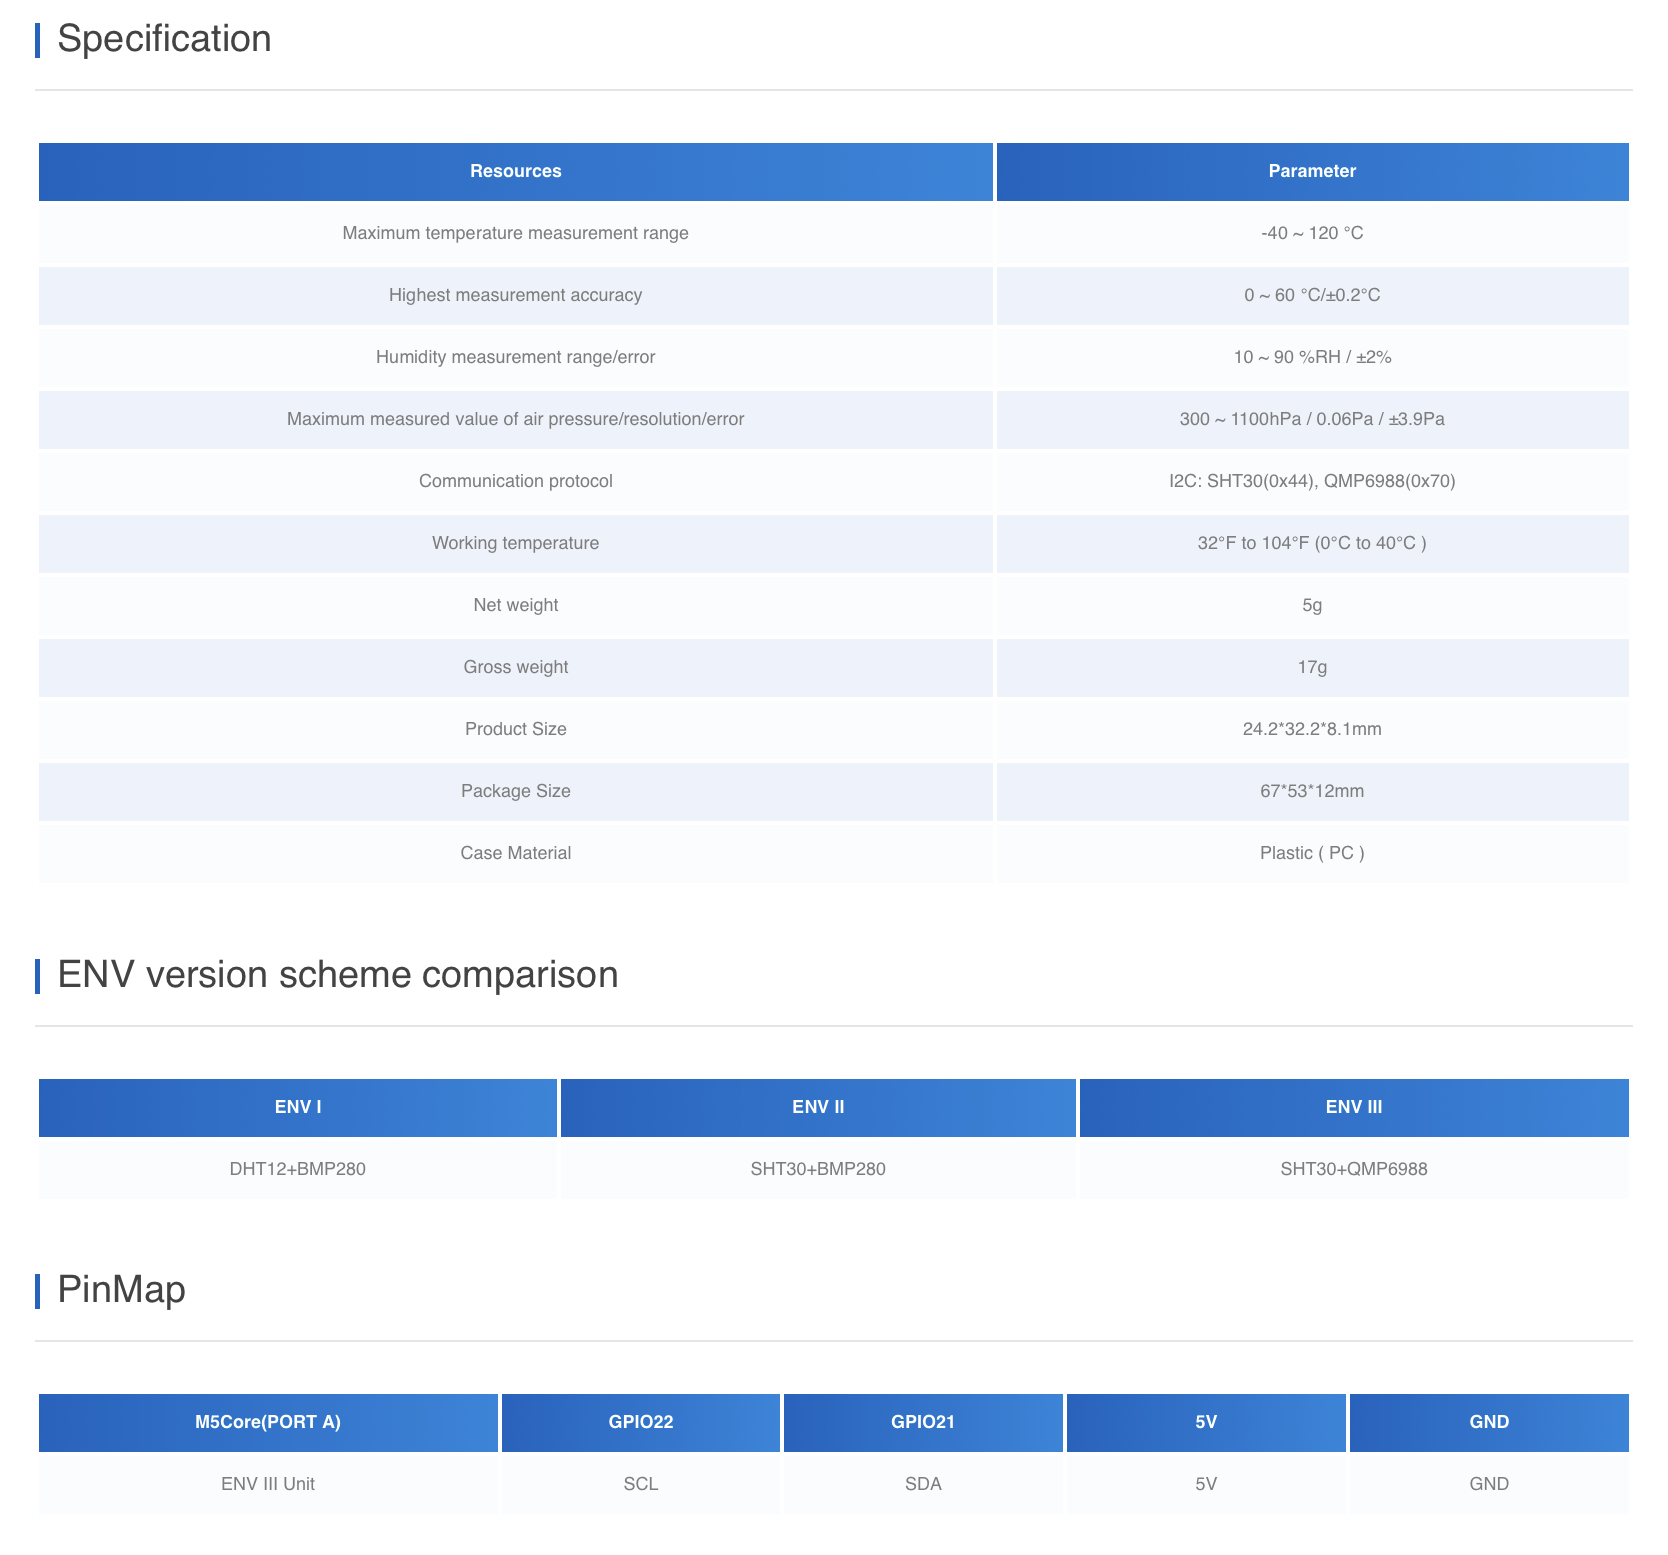 Specification
Resources Parameter
Maximum temperature measurement range -40 ~ 120 °C
Highest measurement accuracy 0 ~ 60 °C/±0.2°C
Humidity measurement range/error 10 ~ 90 %RH / ±2%
Maximum measured value of air pressure/resolution/error 300 ~ 1100hPa / 0.06Pa / ±3.9Pa
Communication protocol I2C: SHT30(0x44), QMP6988(0x70)
Working temperature 32°F to 104°F (0°C to 40°C )
Net weight 5g
Gross weight 17g
Product Size 24.2*32.2*8.1mm
Package Size 67*53*12mm
Case Material Plastic ( PC )
ENV version scheme comparison
ENV I ENV II ENV III
DHT12+BMP280 SHT30+BMP280 SHT30+QMP6988
PinMap
M5Core(PORT A) GPIO22 GPIO21 5V GND
ENV III Unit SCL SDA 5V GND